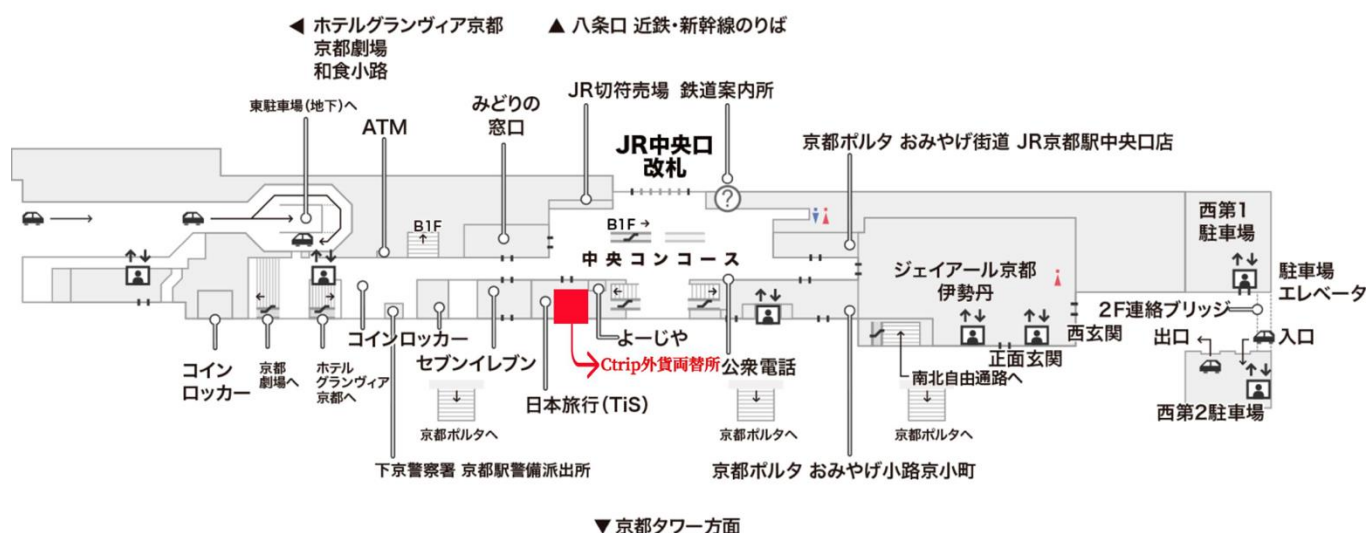 ◀ ホテルグランヴィア京都
京都劇場
和食小路
▲ 八条口 近鉄・新幹線のりば
東駐車場(地下)へ
ATM
みどりの
窓口
JR切符売場
鉄道案内所
JR中央口
改札
京都ポルタ おみやげ街道 JR京都駅中央口店
?
B1F
B1F→
中央コンコース
ジェイアール京都
伊勢丹
西第1
駐車場
駐車場
エレベータ
2F連絡ブリッジ
出口
入口
西玄関
正面玄関
南北自由通路へ
西第2駐車場
コイン
ロッカー
京都
劇場へ
ホテル
グランヴィア
京都へ
コインロッカー
セブンイレブン
よーじや
Ctrip外貨両替所
公衆電話
日本旅行(TiS)
京都ポルタへ
京都ポルタへ
京都ポルタへ
下京警察署 京都駅警備派出所
京都ポルタ おみやげ小路京小町
▼ 京都タワー方面